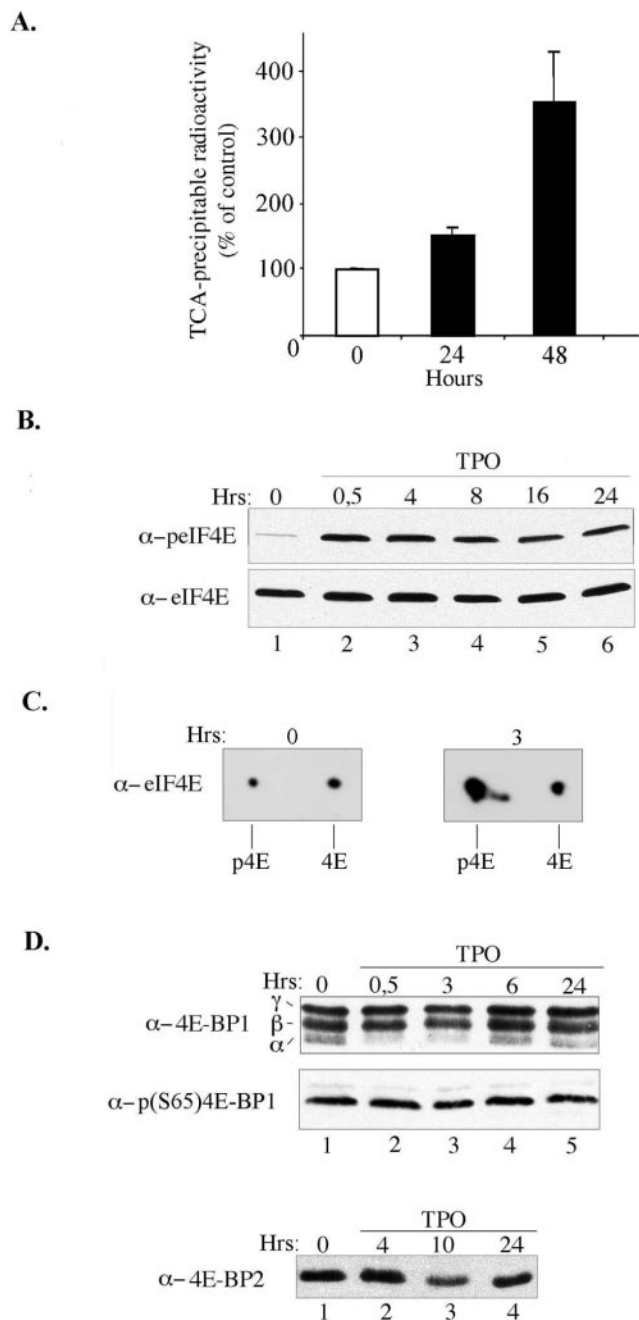 A.
TCA-precipitable radioactivity
(% of control)
400
300
200
100
0
0 24 48
Hours
B.
TPO
Hrs: 0 0,5 4 8 16 24
α-peIF4E
α-eIF4E
1 2 3 4 5 6
C.
Hrs: 0 3
α-eIF4E
p4E 4E p4E 4E
D.
TPO
Hrs: 0 0,5 3 6 24
γ
α-4E-BP1 β
α
α-p(S65)4E-BP1
1 2 3 4 5
TPO
Hrs: 0 4 10 24
α-4E-BP2
1 2 3 4